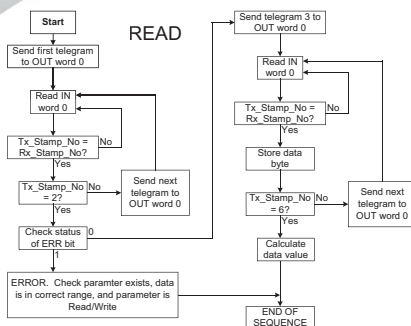 Start
READ
Send first telegram
to OUT word 0
Read IN
word 0
Tx_Stamp_No =
Rx_Stamp_No?
No
Yes
Tx_Stamp_No
= 2?
No
Send next
telegram to
OUT word 0
Yes
Check status
of ERR bit
0
1
ERROR. Check paramter exists, data
is in correct range, and parameter is
Read/Write
Send telegram 3 to
OUT word 0
Read IN
word 0
Tx_Stamp_No =
Rx_Stamp_No?
No
Yes
Store data
byte
Tx_Stamp_No
= 6?
No
Send next
telegram to
OUT word 0
Yes
Calculate
data value
END OF
SEQUENCE